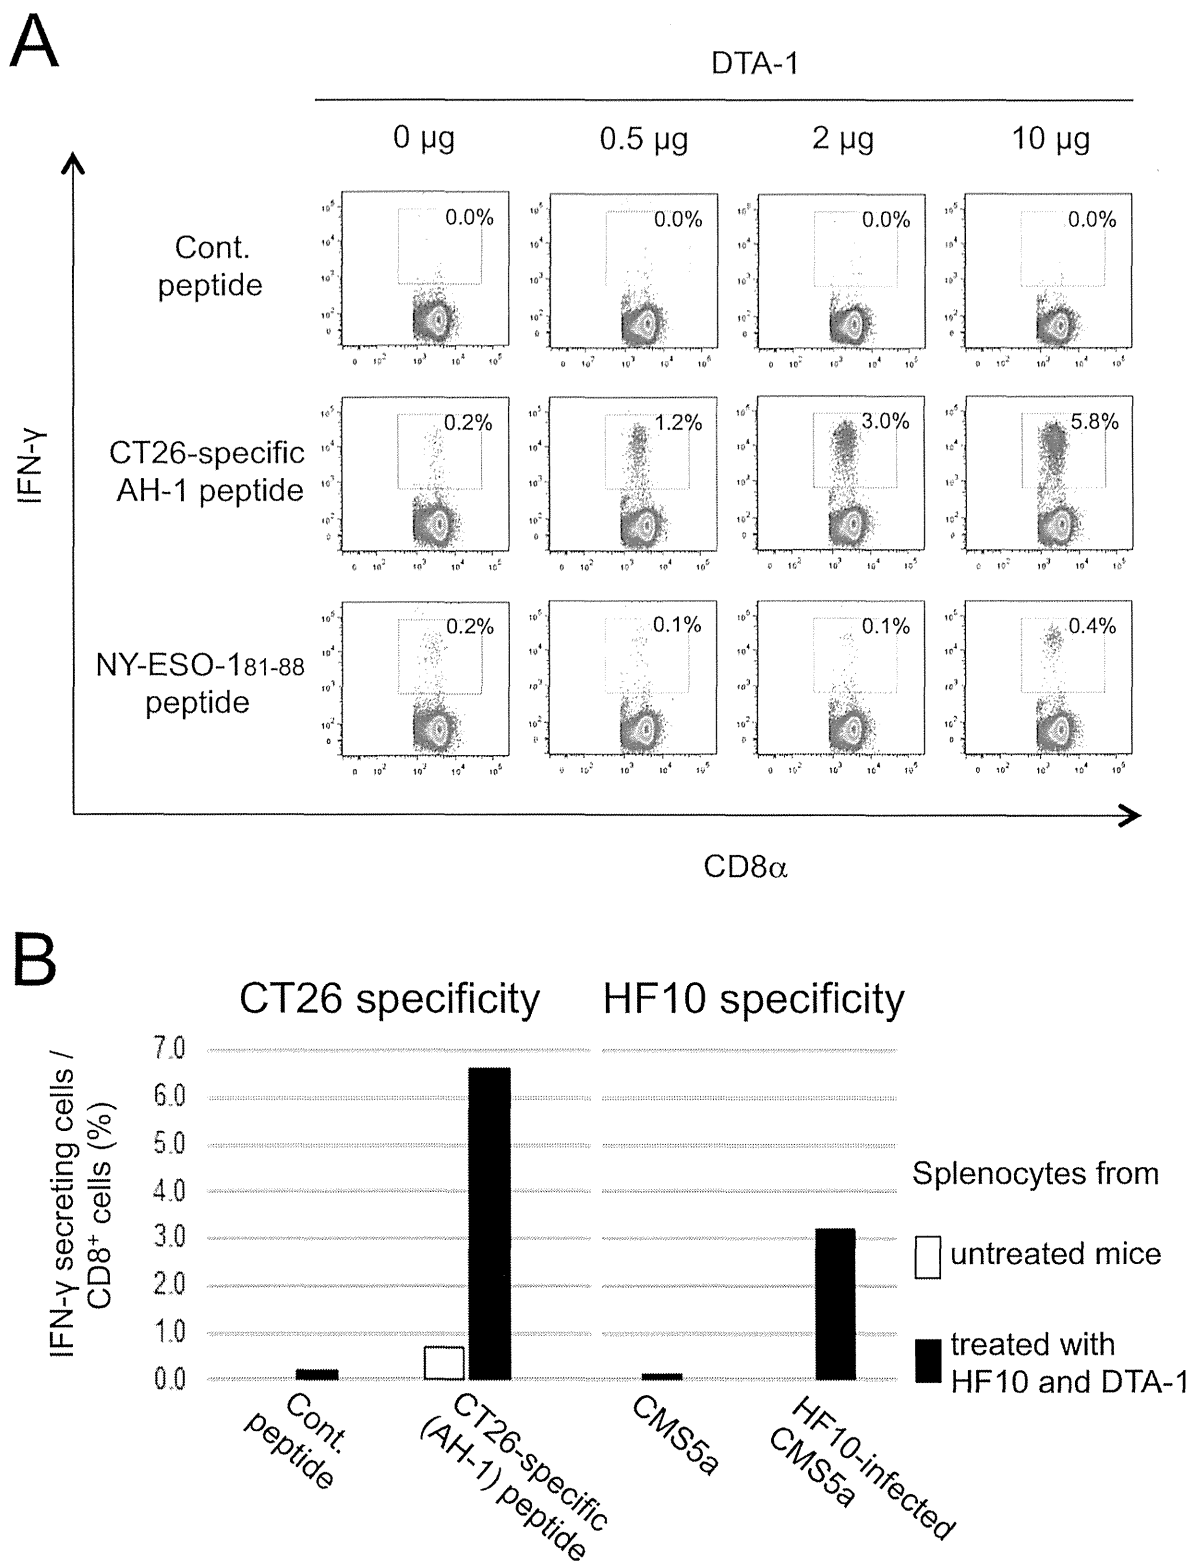 A
DTA-1
0 µg 0.5 µg 2 µg 10 µg
IFN-γ
Cont.
peptide
0.0% 0.0% 0.0% 0.0%
CT26-specific
AH-1 peptide
0.2% 1.2% 3.0% 5.8%
NY-ESO-181-88
peptide
0.2% 0.1% 0.1% 0.4%
CD8α
B
CT26 specificity HF10 specificity
IFN-γ secreting cells /
CD8+ cells (%)
7.0
6.0
5.0
4.0
3.0
2.0
1.0
0.0
Cont.
peptide
CT26-specific
(AH-1) peptide
CMS5a
HF10-infected
CMS5a
Splenocytes from
untreated mice
treated with
HF10 and DTA-1